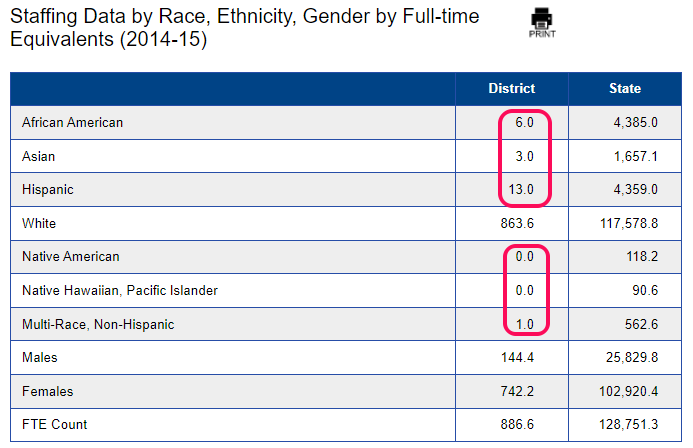 Staffing Data by Race, Ethnicity, Gender by Full-time
Equivalents (2014-15)
PRINT
District State
African American 6.0 4,385.0
Asian 3.0 1,657.1
Hispanic 13.0 4,359.0
White 863.6 117,578.8
Native American 0.0 118.2
Native Hawaiian, Pacific Islander 0.0 90.6
Multi-Race, Non-Hispanic 1.0 562.6
Males 144.4 25,829.8
Females 742.2 102,920.4
FTE Count 886.6 128,751.3